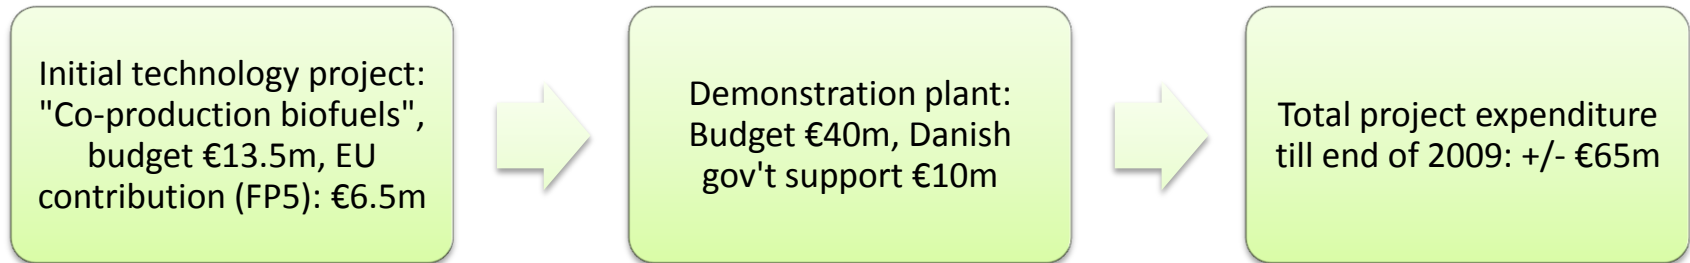 Initial technology project:
"Co-production biofuels",
budget €13.5m, EU
contribution (FP5): €6.5m
Demonstration plant:
Budget €40m, Danish
gov't support €10m
Total project expenditure
till end of 2009: +/- €65m